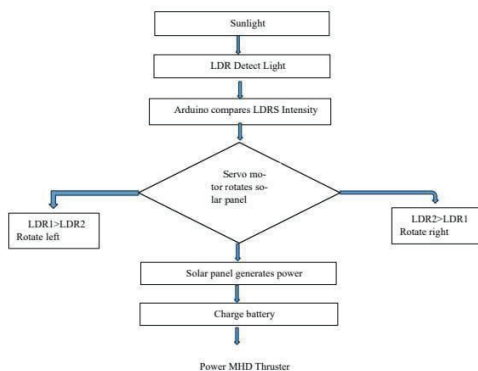 Sunlight
LDR Detect Light
Arduino compares LDRS Intensity
Servo mo-
tor rotates so-
lar panel
LDR1>LDR2
Rotate left
LDR2>LDR1
Rotate right
Solar panel generates power
Charge battery
Power MHD Thruster